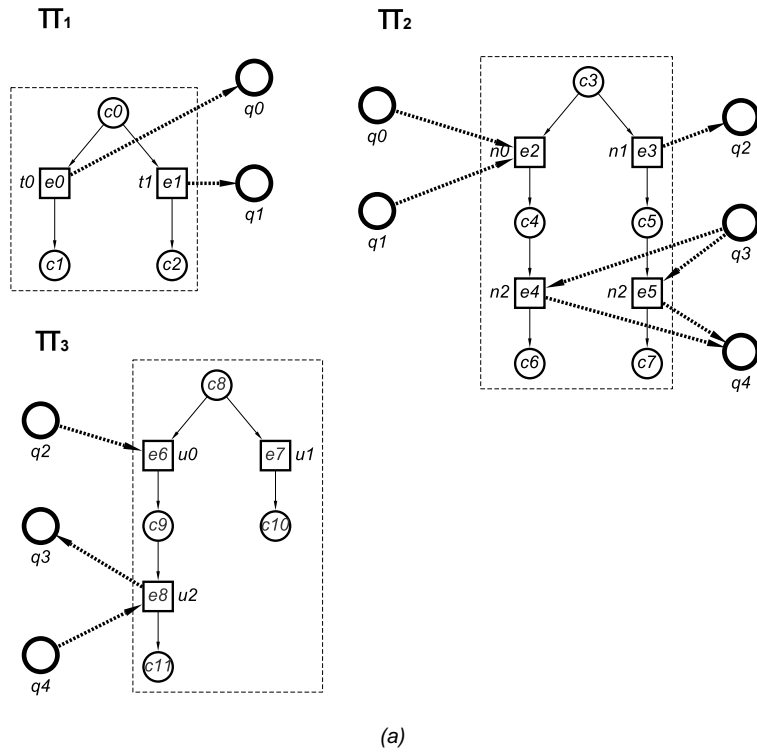 Π1
c0
t0 e0
t1 e1
c1
c2
q0
q1
Π2
q0
q1
c3
n0 e2
n1 e3
c4
c5
n2 e4
n2 e5
c6
c7
q2
q3
q4
Π3
q2
q3
q4
c8
e6 u0
e7 u1
c9
c10
e8 u2
c11
(a)